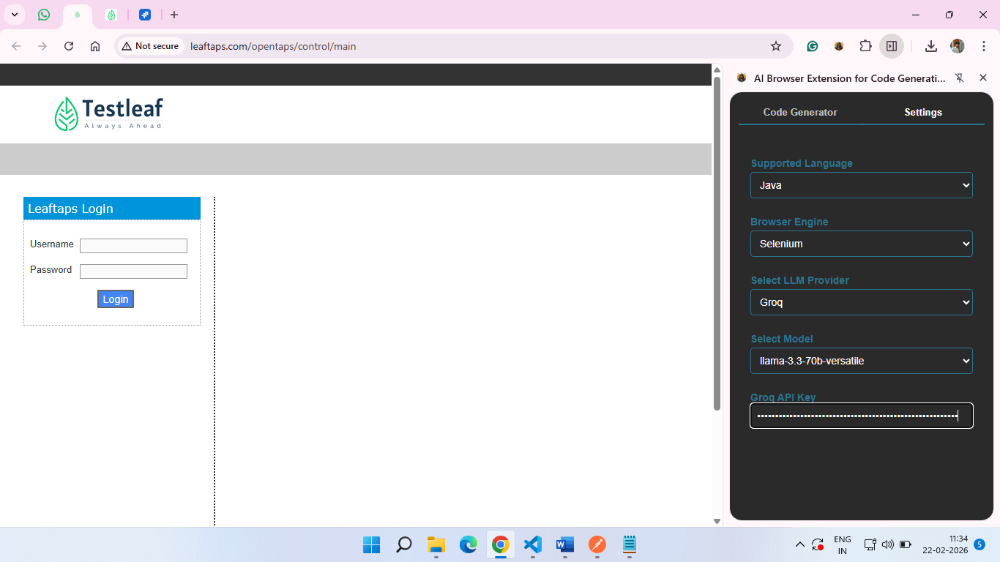 Not secure
leaftaps.com/opentaps/control/main
AI Browser Extension for Code Generati...
Testleaf
Always Ahead
Leaftaps Login
Username
Password
Login
Code Generator
Settings
Supported Language
Java
Browser Engine
Selenium
Select LLM Provider
Groq
Select Model
llama-3.3-70b-versatile
Groq API Key
ENG
IN
11:34
22-02-2026
5